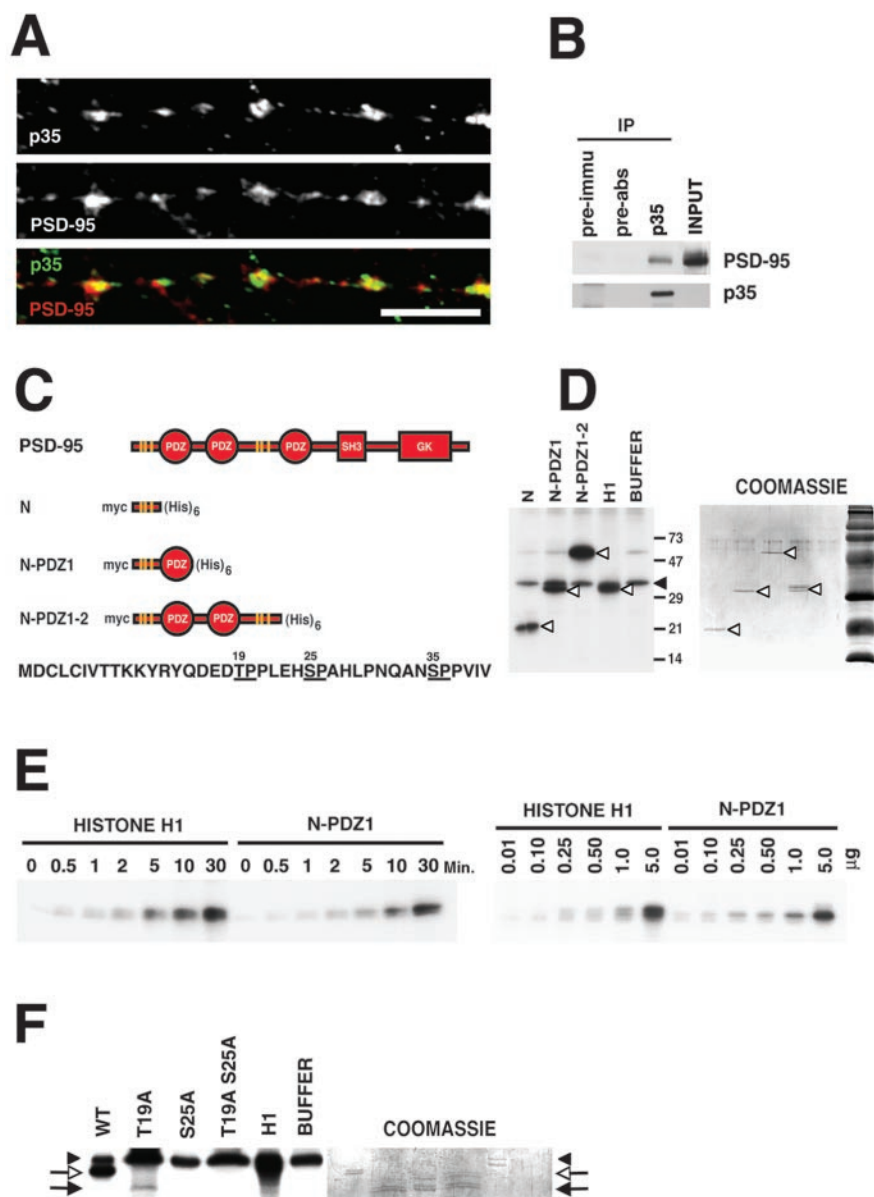 A
p35
PSD-95
p35
PSD-95
B
IP
pre-immu
pre-abs
p35
INPUT
PSD-95
p35
C
PSD-95
PDZ
PDZ
PDZ
SH3
GK
N
myc
(His)6
N-PDZ1
myc
PDZ
(His)6
N-PDZ1-2
myc
PDZ
PDZ
(His)6
19
25
35
MDCLCIVTTKKYRYQDEDTPPLEHSPAHLPNQANSPPVIV
D
N
N-PDZ1
N-PDZ1-2
H1
BUFFER
73
47
29
21
14
COOMASSIE
E
HISTONE H1
N-PDZ1
0 0.5 1 2 5 10 30 0 0.5 1 2 5 10 30 Min.
HISTONE H1
N-PDZ1
0.01 0.10 0.25 0.50 1.0 5.0 0.01 0.10 0.25 0.50 1.0 5.0 µg
F
WT
T19A
S25A
T19A S25A
H1
BUFFER
COOMASSIE